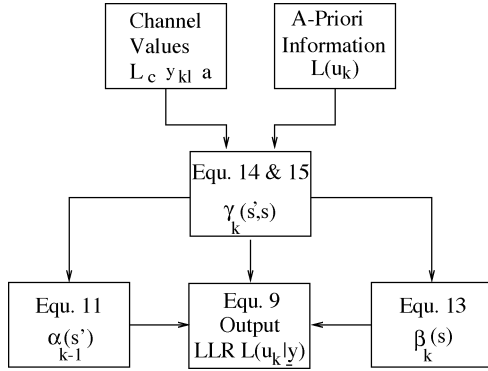 Channel
Values
L c y kl a
A-Priori
Information
L(u k)
Equ. 14 & 15
γ k (s',s)
Equ. 11
α k-1 (s')
Equ. 9
Output
LLR L(u k|y)
Equ. 13
β k (s)